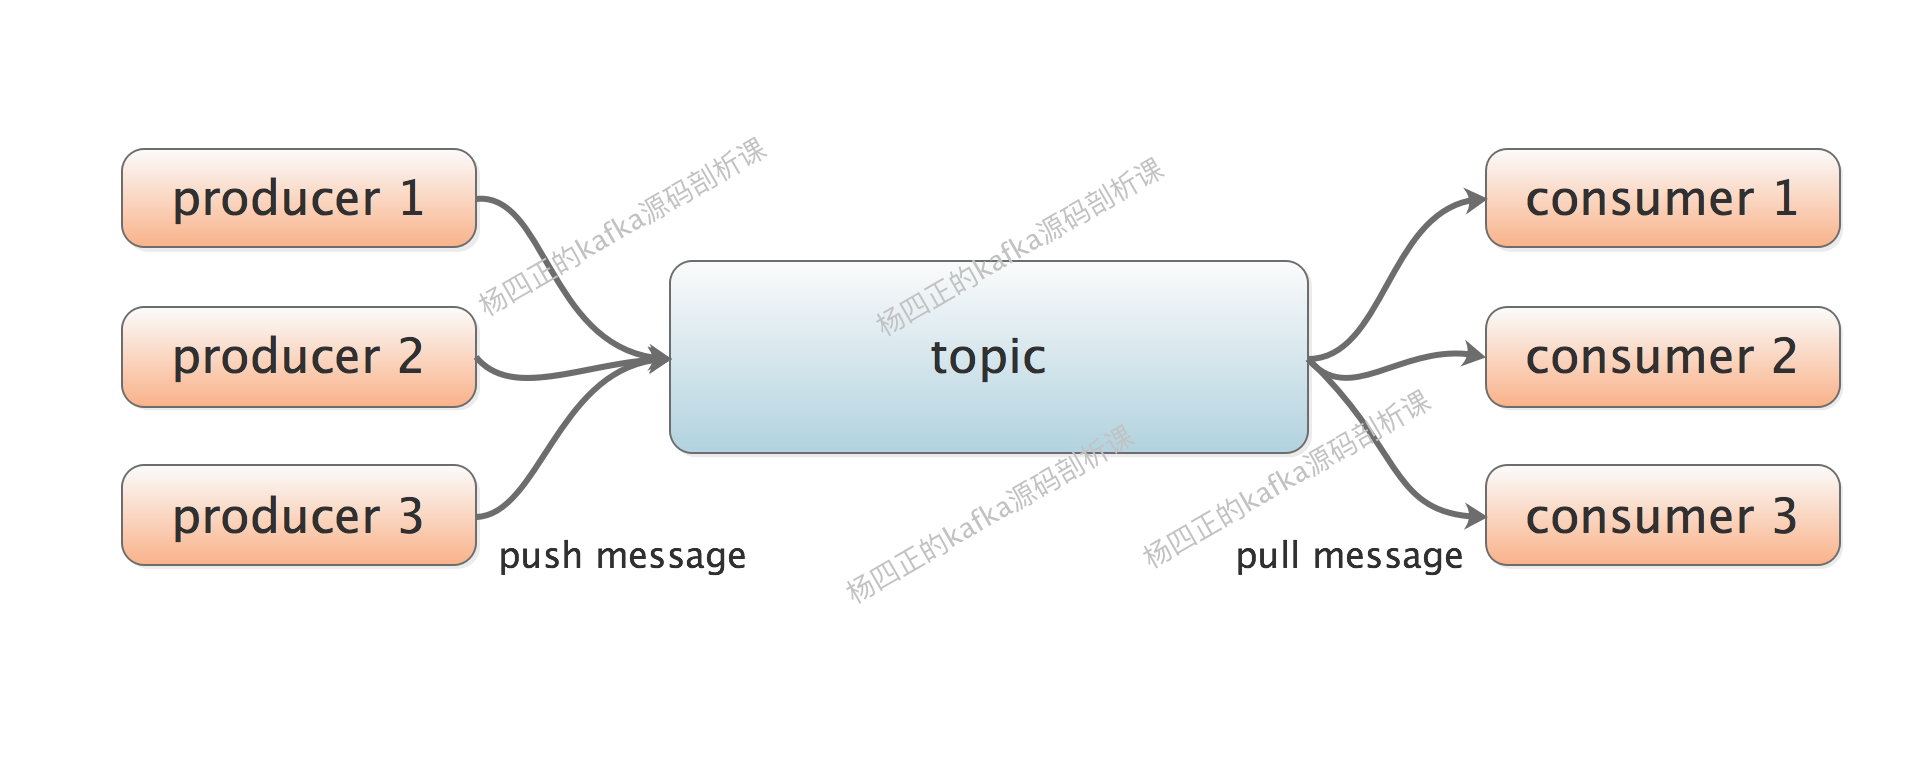 producer 1
producer 2
producer 3
push message
topic
pull message
consumer 1
consumer 2
consumer 3
杨四正的kafka源码剖析课
杨四正的kafka源码剖析课
杨四正的kafka源码剖析课
杨四正的kafka源码剖析课